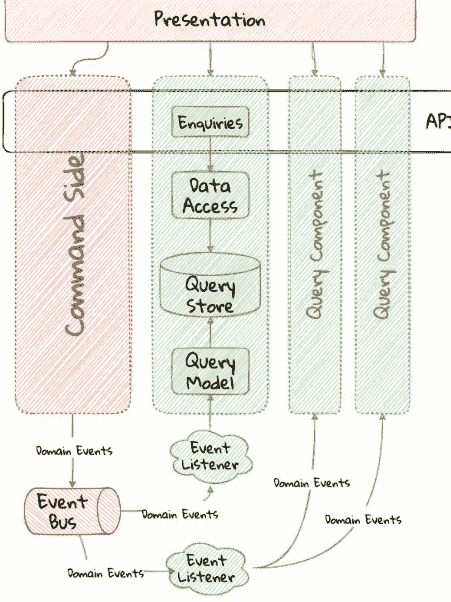 Presentation
API
Enquiries
Data
Access
Command Side
Query Component
Query Component
Query
Store
Query
Model
Event
Listener
Domain Events
Domain Events
Event
Bus
Domain Events
Domain Events
Domain Events
Event
Listener